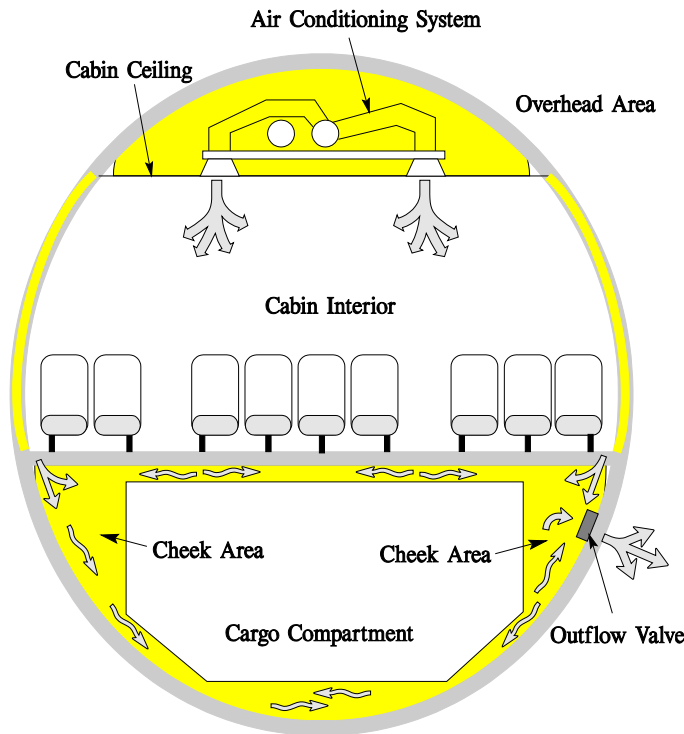 Air Conditioning System
Cabin Ceiling
Overhead Area
Cabin Interior
Cheek Area
Cheek Area
Cargo Compartment
Outflow Valve